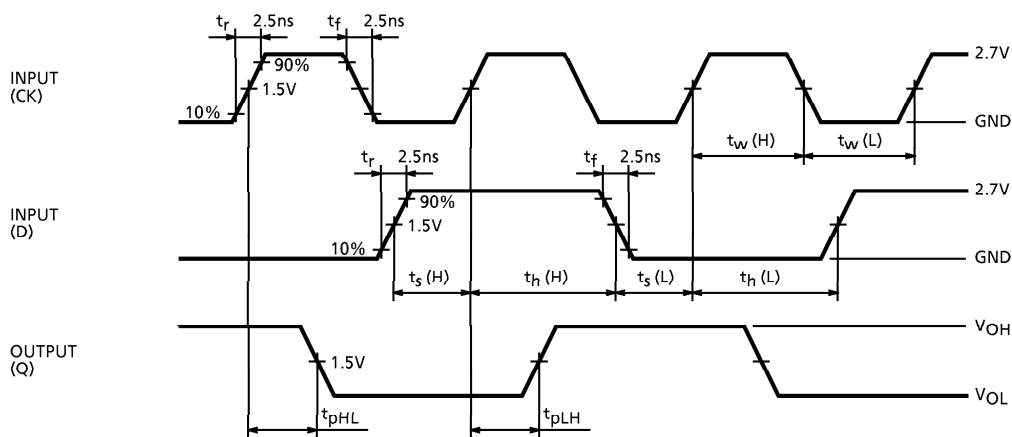 tr 2.5ns tf 2.5ns
INPUT
(CK)
90%
1.5V
10%
2.7V
GND
tw (H) tw (L)
tr 2.5ns tf 2.5ns
INPUT
(D)
90%
1.5V
10%
2.7V
GND
ts (H) th (H) ts (L) th (L)
OUTPUT
(Q)
1.5V
VOH
VOL
tpHL tpLH